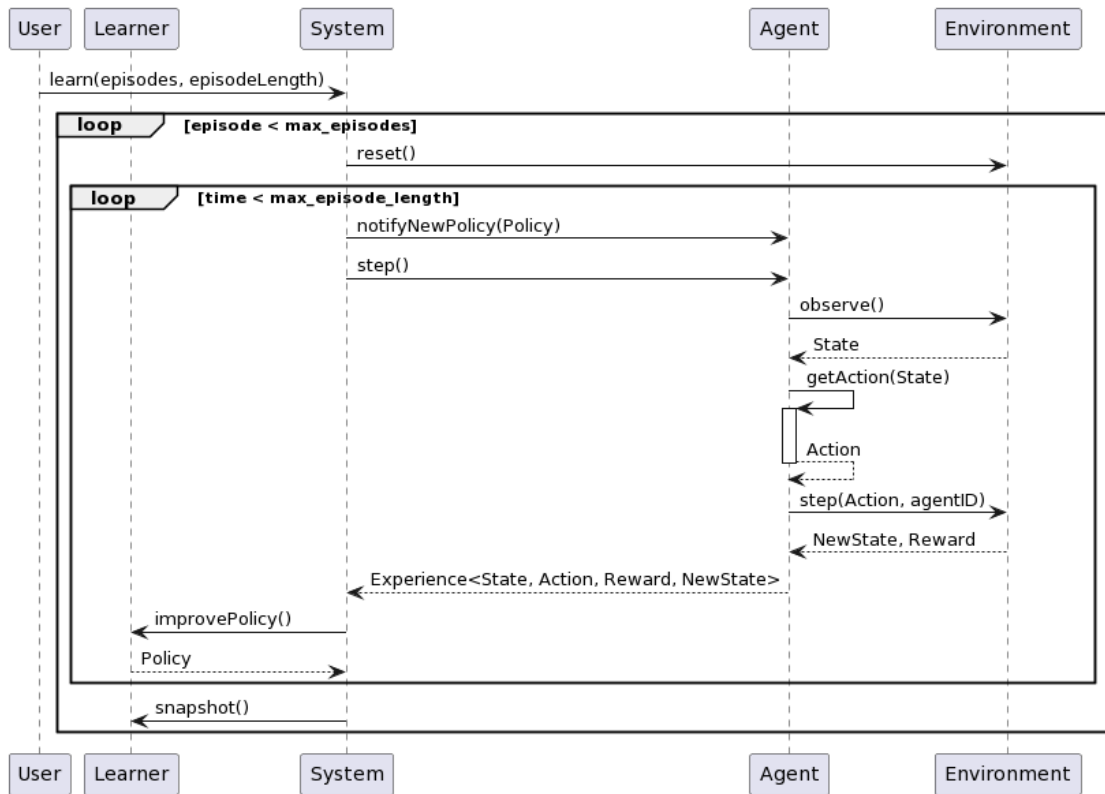 User Learner System Agent Environment
learn(episodes, episodeLength)
loop [episode < max_episodes]
reset()
loop [time < max_episode_length]
notifyNewPolicy(Policy)
step()
observe()
State
getAction(State)
Action
step(Action, agentID)
NewState, Reward
Experience<State, Action, Reward, NewState>
improvePolicy()
Policy
snapshot()
User Learner System Agent Environment